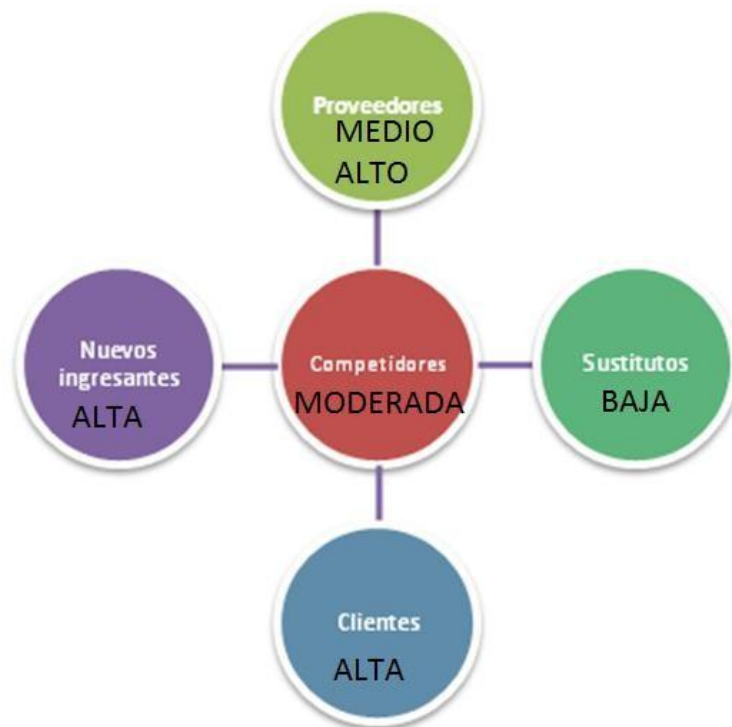 Proveedores
MEDIO
ALTO
Nuevos
ingresantes
ALTA
Competidores
MODERADA
Sustitutos
BAJA
Clientes
ALTA